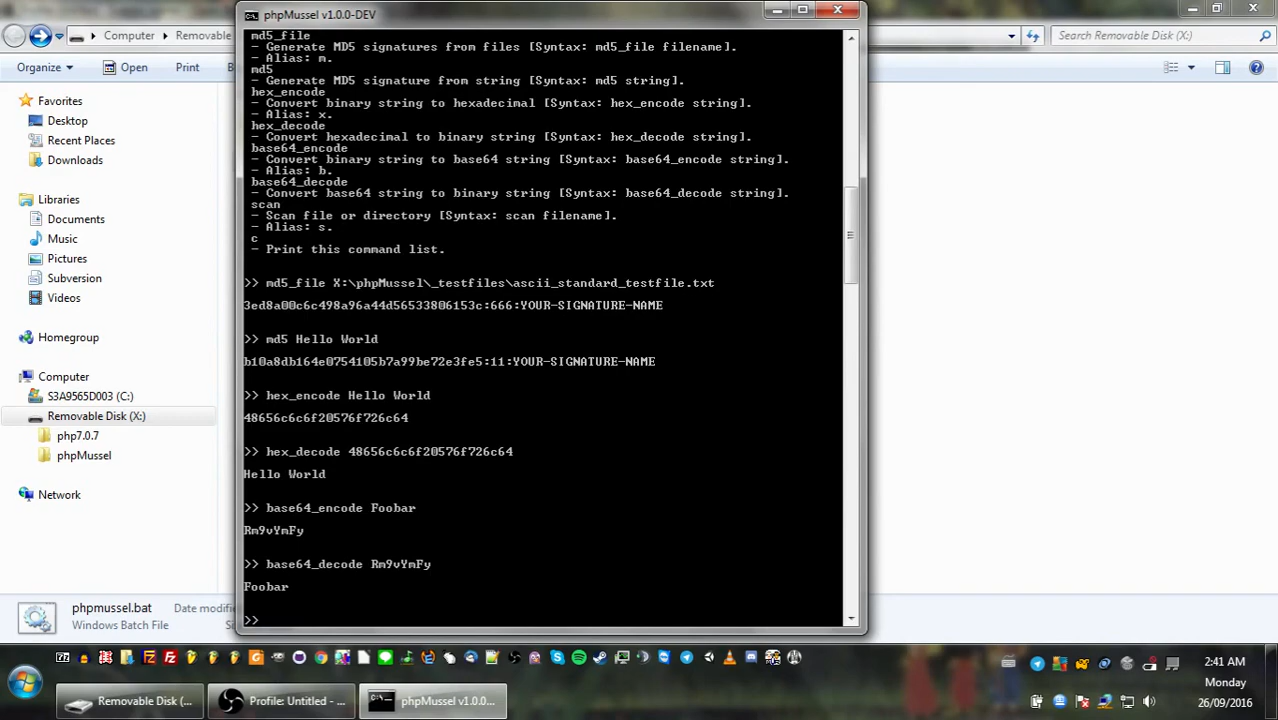 phpMussel v1.0.0-DEV
Computer
Removable
Search Removable Disk (X:)
Organize
Open
Print
Favorites
Desktop
Recent Places
Downloads
Libraries
Documents
Music
Pictures
Subversion
Videos
Homegroup
Computer
S3A9565D003 (C:)
Removable Disk (X:)
php7.0.7
phpMussel
Network
md5_file
- Generate MD5 signatures from files [Syntax: md5_file filename].
- Alias: m.
md5
- Generate MD5 signature from string [Syntax: md5 string].
hex_encode
- Convert binary string to hexadecimal [Syntax: hex_encode string].
- Alias: x.
hex_decode
- Convert hexadecimal to binary string [Syntax: hex_decode string].
base64_encode
- Convert binary string to base64 string [Syntax: base64_encode string].
- Alias: b.
base64_decode
- Convert base64 string to binary string [Syntax: base64_decode string].
scan
- Scan file or directory [Syntax: scan filename].
- Alias: s.
c
- Print this command list.
>> md5_file X:\phpMussel\_testfiles\ascii_standard_testfile.txt
3ed8a00c6c498a96a44d56533806153c:666:YOUR-SIGNATURE-NAME
>> md5 Hello World
b10a8db164e0754105b7a99be72e3fe5:11:YOUR-SIGNATURE-NAME
>> hex_encode Hello World
48656c6c6f20576f726c64
>> hex_decode 48656c6c6f20576f726c64
Hello World
>> base64_encode Foobar
Rm9vYmFy
>> base64_decode Rm9vYmFy
Foobar
>>
phpmussel.bat
Date modifi
Windows Batch File
Removable Disk (...
Profile: Untitled - ...
phpMussel v1.0.0...
2:41 AM
Monday
26/09/2016